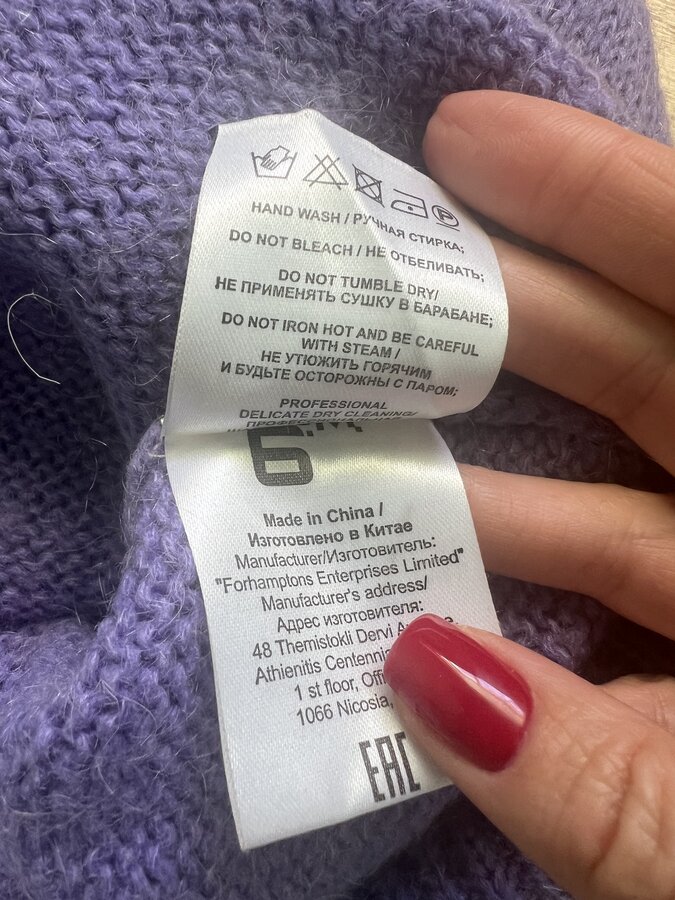 P
HAND WASH / РУЧНАЯ СТИРКА;
DO NOT BLEACH / НЕ ОТБЕЛИВАТЬ;
DO NOT TUMBLE DRY/
НЕ ПРИМЕНЯТЬ СУШКУ В БАРАБАНЕ;
DO NOT IRON HOT AND BE CAREFUL
WITH STEAM /
НЕ УТЮЖИТЬ ГОРЯЧИМ
И БУДЬТЕ ОСТОРОЖНЫ С ПАРОМ;
PROFESSIONAL
DELICATE DRY CLEANING/
6
Made in China /
Изготовлено в Китае
Manufacturer/Изготовитель:
"Forhamptons Enterprises Limited"
Manufacturer's address/
Адрес изготовителя:
48 Themistokli Dervi
Athienitis
1 st floor,
1066 Nicosia,
EAC